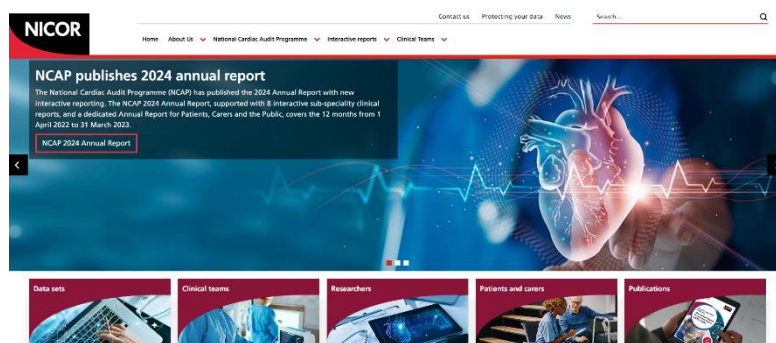 NICOR
Contact us Protecting your data News Search...
Home About Us National Cardiac Audit Programme Interactive reports Clinical Teams
NCAP publishes 2024 annual report
The National Cardiac Audit Programme (NCAP) has published the 2024 Annual Report with new
interactive reporting. The NCAP 2024 Annual Report, supported with 8 interactive sub-speciality clinical
reports, and a dedicated Annual Report for Patients, Carers and the Public, covers the 12 months from 1
April 2022 to 31 March 2023.
NCAP 2024 Annual Report
Data sets Clinical teams Researchers Patients and carers Publications